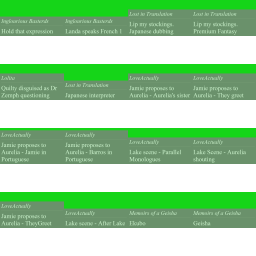 Inglourious Basterds
Hold that expression
Inglourious Basterds
Landa speaks French 1
Lost in Translation
Lip my stockings.
Japanese dubbing
Lost in Translation
Lip my stockings.
Premium Fantasy
Lolita
Quilty disguised as Dr
Zemph questioning
Lost in Translation
Japanese interpreter
LoveActually
Jamie proposes to
Aurelia - Aurelia's sister
LoveActually
Jamie proposes to
Aurelia - They greet
LoveActually
Jamie proposes to
Aurelia - Jamie in
Portuguese
LoveActually
Jamie proposes to
Aurelia - Barros in
Portuguese
LoveActually
Lake scene - Parallel
Monologues
LoveActually
Lake Scene - Aurelia
shouting
LoveActually
Jamie proposes to
Aurelia - TheyGreet
LoveActually
Lake scene - After Lake
Memoirs of a Geisha
Memoirs of a Geisha
Geisha